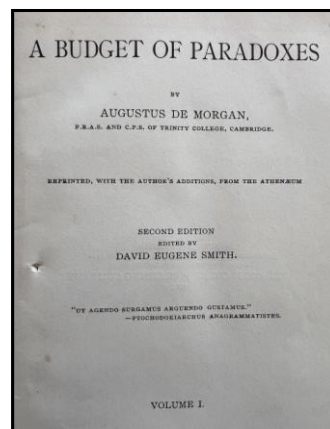 A BUDGET OF PARADOXES
BY
AUGUSTUS DE MORGAN,
F.R.A.S. AND C.P.S. OF TRINITY COLLEGE, CAMBRIDGE.
REPRINTED, WITH THE AUTHOR'S ADDITIONS, FROM THE ATHENÆUM
SECOND EDITION
EDITED BY
DAVID EUGENE SMITH.
"UT AGENDO SURGAMUS ARGUENDO GUSTAMUS."
—PTOCHODOKIARCHUS ANAGRAMMATISTES.
VOLUME I.